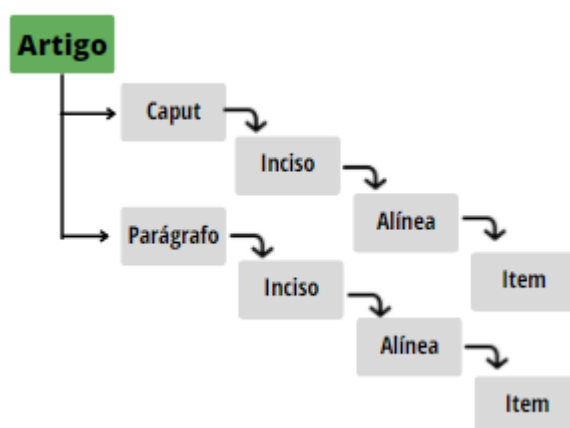 Artigo
Caput
Inciso
Alínea
Item
Parágrafo
Inciso
Alínea
Item